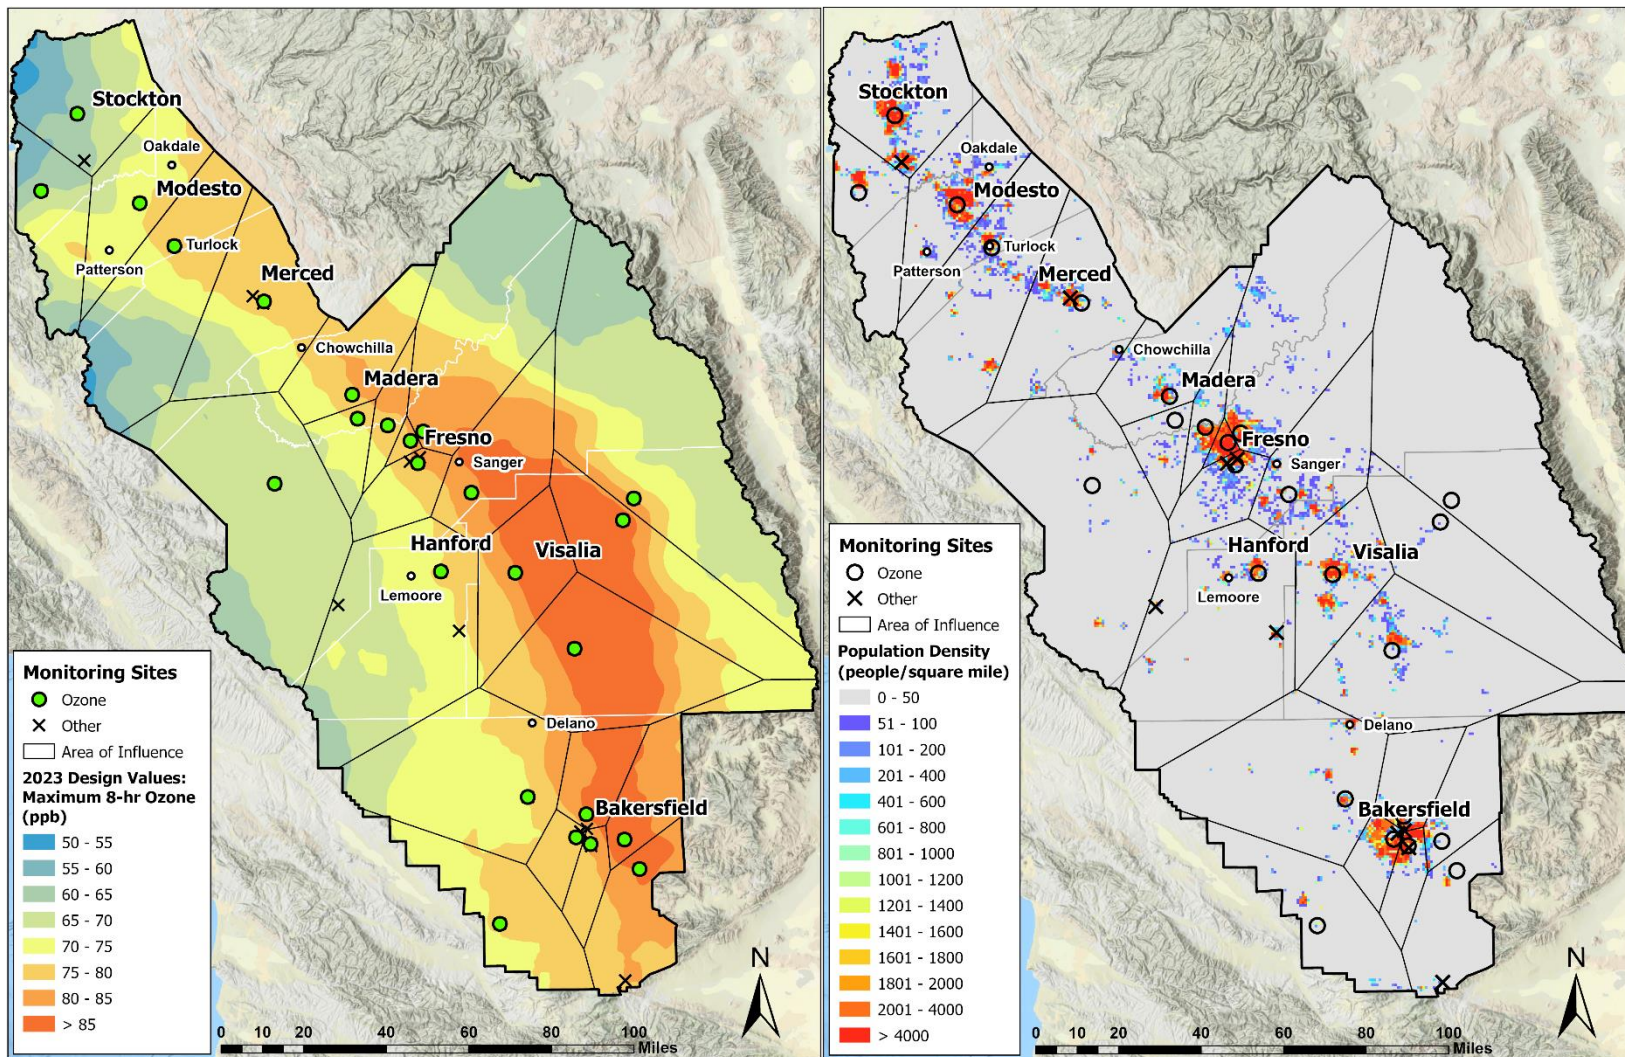 Stockton
Oakdale
Modesto
Turlock
Patterson
Merced
Chowchilla
Madera
Fresno
Sanger
Hanford
Visalia
Lemoore
Delano
Bakersfield
Monitoring Sites
Ozone
Other
Area of Influence
2023 Design Values:
Maximum 8-hr Ozone
(ppb)
50 - 55
55 - 60
60 - 65
65 - 70
70 - 75
75 - 80
80 - 85
> 85
N
0 10 20 40 60 80 100
Miles
Stockton
Oakdale
Modesto
Turlock
Patterson
Merced
Chowchilla
Madera
Fresno
Sanger
Hanford
Visalia
Lemoore
Delano
Bakersfield
Monitoring Sites
Ozone
Other
Area of Influence
Population Density
(people/square mile)
0 - 50
51 - 100
101 - 200
201 - 400
401 - 600
601 - 800
801 - 1000
1001 - 1200
1201 - 1400
1401 - 1600
1601 - 1800
1801 - 2000
2001 - 4000
> 4000
N
0 10 20 40 60 80 100
Miles